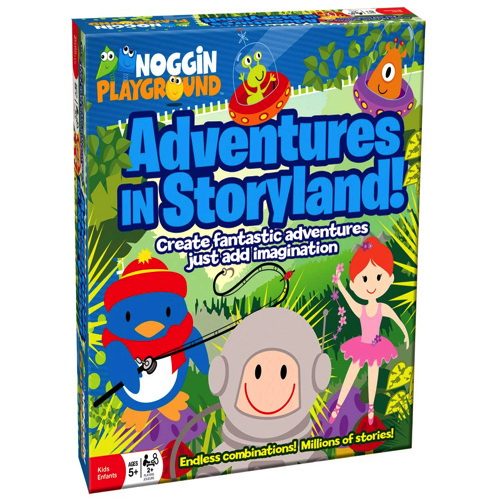 NOGGIN
PLAYGROUND
Adventures
IN Storyland!
Create fantastic adventures
just add imagination
Endless combinations! Millions of stories!
Kids
Enfants
AGES
5+
2+